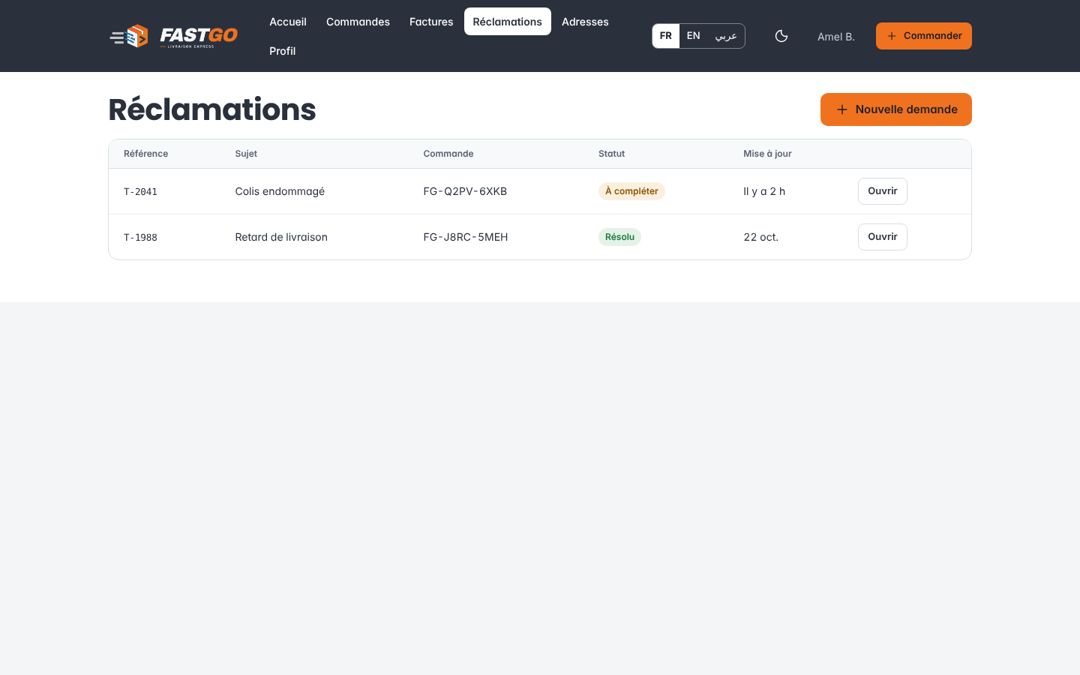 FASTGO
LIVRAISON EXPRESS
Accueil Commandes Factures Réclamations Adresses
Profil
FR EN عربي
Amel B.
+ Commander
Réclamations
+ Nouvelle demande
Référence Sujet Commande Statut Mise à jour
T-2041 Colis endommagé FG-Q2PV-6XKB À compléter Il y a 2 h Ouvrir
T-1988 Retard de livraison FG-J8RC-5MEH Résolu 22 oct. Ouvrir